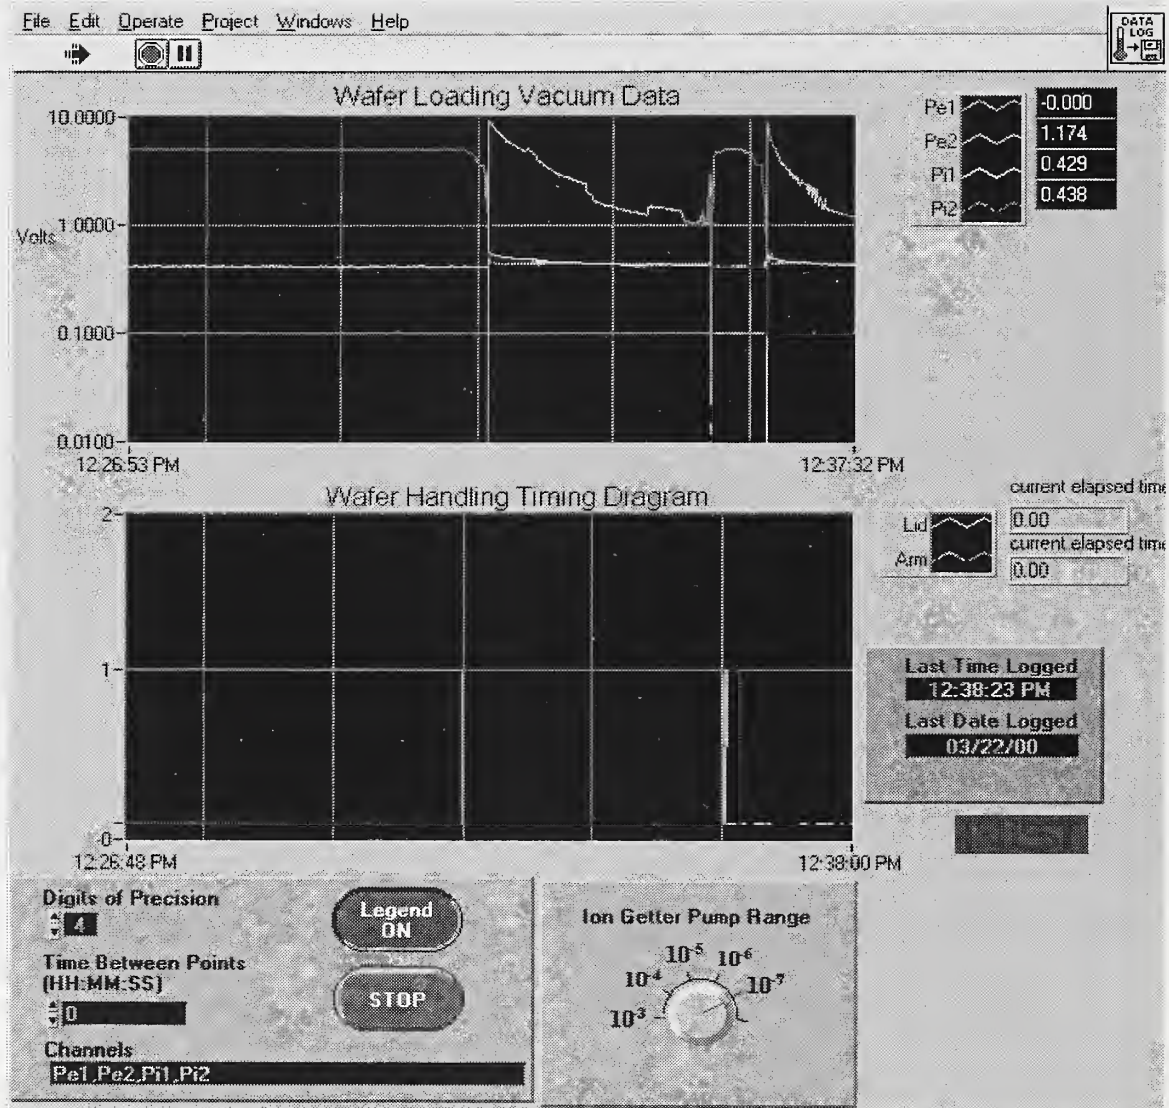 File Edit Operate Project Windows Help
DATA
LOG
Wafer Loading Vacuum Data
Volts
10.0000
1.0000
0.1000
0.0100
12:26:53 PM
12:37:32 PM
Pe1 -0.000
Pe2 1.174
Pi1 0.429
Pi2 0.438
Wafer Handling Timing Diagram
2
1
-0
12:26:48 PM
12:38:00 PM
current elapsed time
Lid 0.00
current elapsed time
Arm 0.00
Last Time Logged
12:38:23 PM
Last Date Logged
03/22/00
NIST
Digits of Precision
4
Legend
ON
Time Between Points
(HH:MM:SS)
0
STOP
Channels
Pe1,Pe2,Pi1,Pi2
Ion Getter Pump Range
10-5 10-6
10-4 10-7
10-3